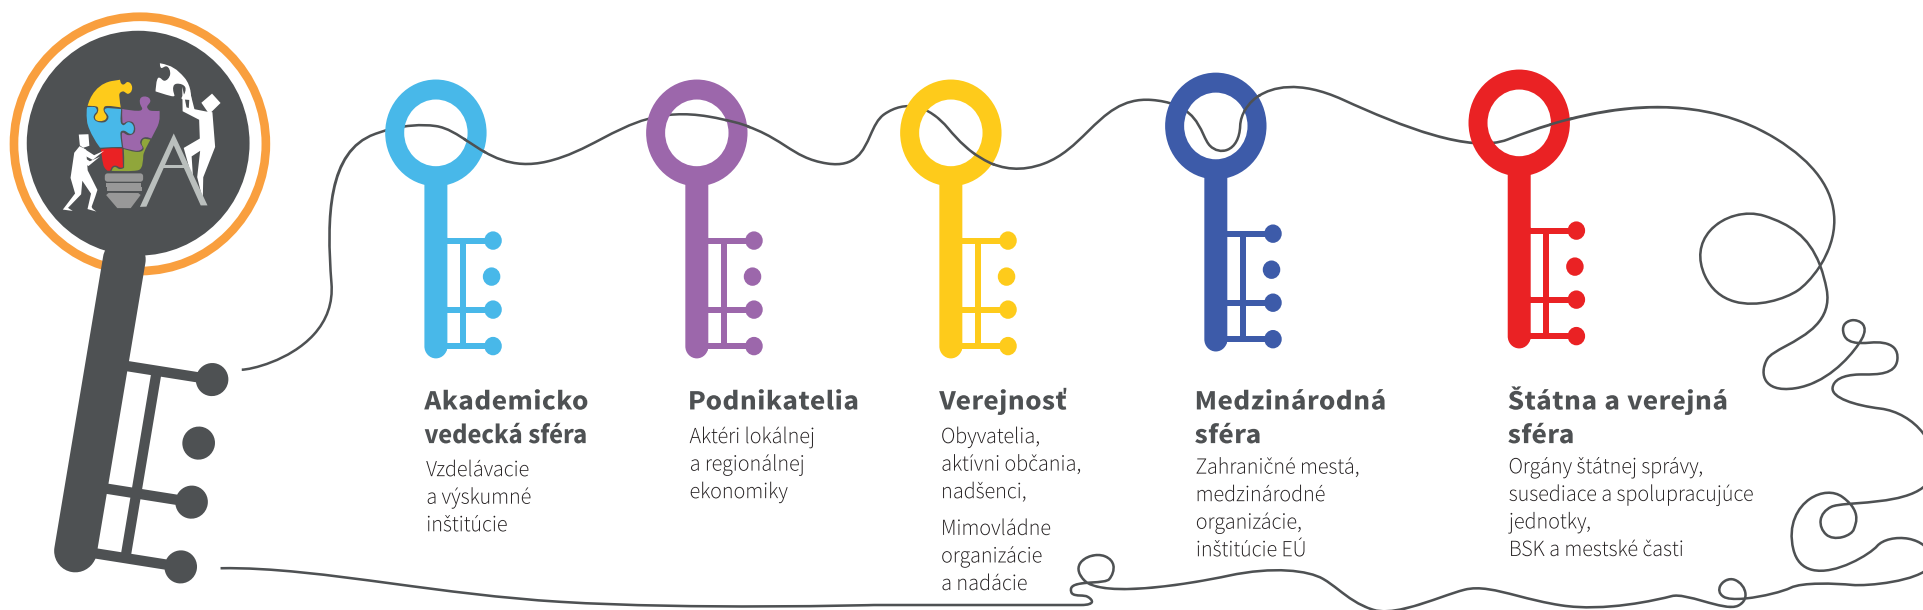 Akademicko
vedecká sféra
Vzdelávacie
a výskumné
inštitúcie
Podnikatelia
Aktéri lokálnej
a regionálnej
ekonomiky
Verejnosť
Obyvatelia,
aktívni občania,
nadšenci,
Mimovládne
organizácie
a nadácie
Medzinárodná
sféra
Zahraničné mestá,
medzinárodné
organizácie,
inštitúcie EÚ
Štátna a verejná
sféra
Orgány štátnej správy,
susediace a spolupracujúce
jednotky,
BSK a mestské časti